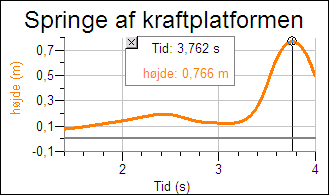 Springe af kraftplatformen
Tid: 3,762 s
højde: 0,766 m
højde (m)
0,7
0,5
0,3
0,1
-0,1
2
3
4
Tid (s)